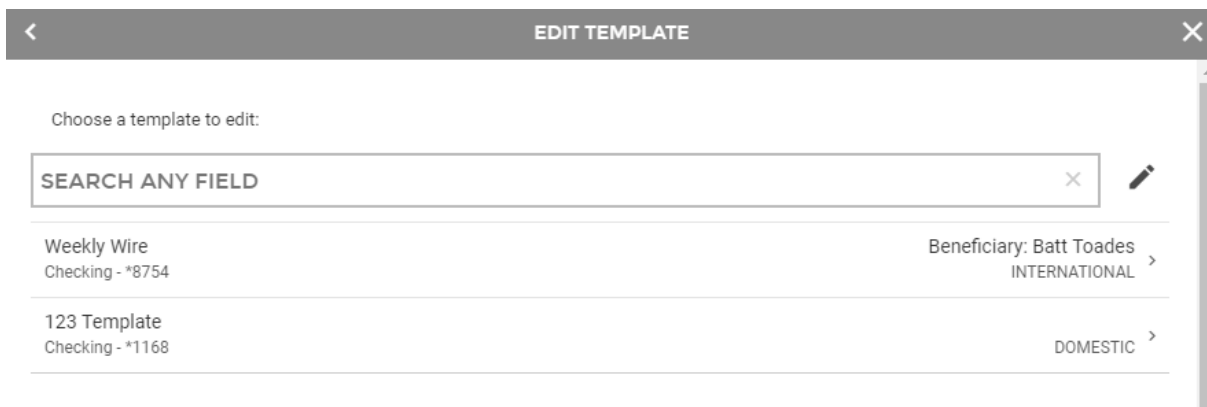 EDIT TEMPLATE
Choose a template to edit:
SEARCH ANY FIELD
Weekly Wire
Beneficiary: Batt Toades
Checking - *8754
INTERNATIONAL
123 Template
Checking - *1168
DOMESTIC